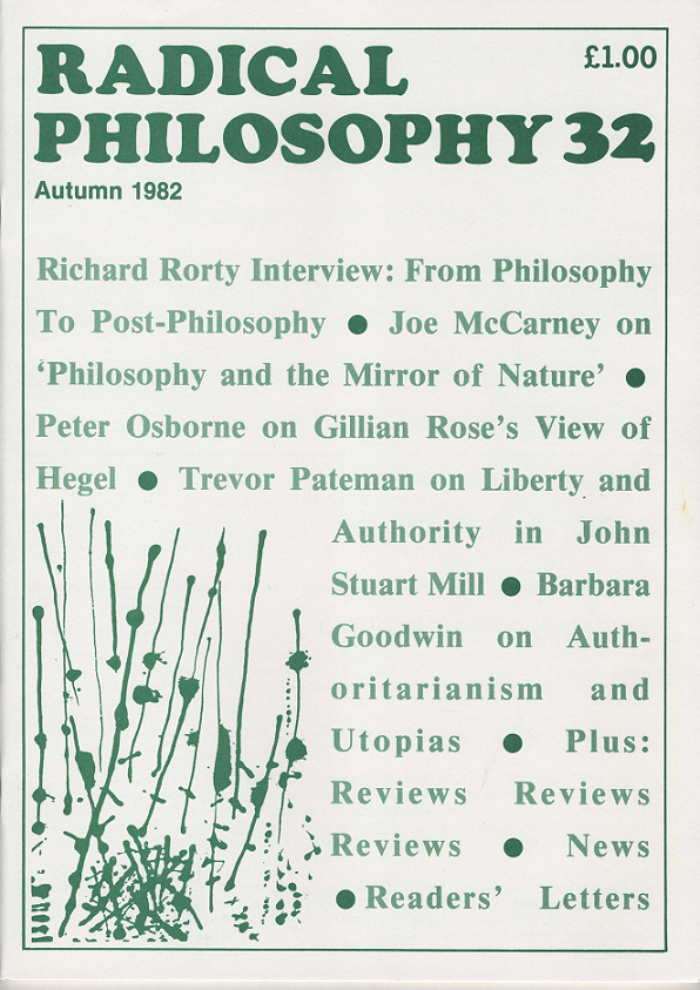 RADICAL £1.00
PHILOSOPHY 32
Autumn 1982
Richard Rorty Interview: From Philosophy
To Post-Philosophy ● Joe McCarney on
‘Philosophy and the Mirror of Nature’ ●
Peter Osborne on Gillian Rose’s View of
Hegel ● Trevor Pateman on Liberty and
Authority in John
Stuart Mill ● Barbara
Goodwin on Auth-
oritarianism and
Utopias ● Plus:
Reviews Reviews
Reviews ● News
● Readers’ Letters